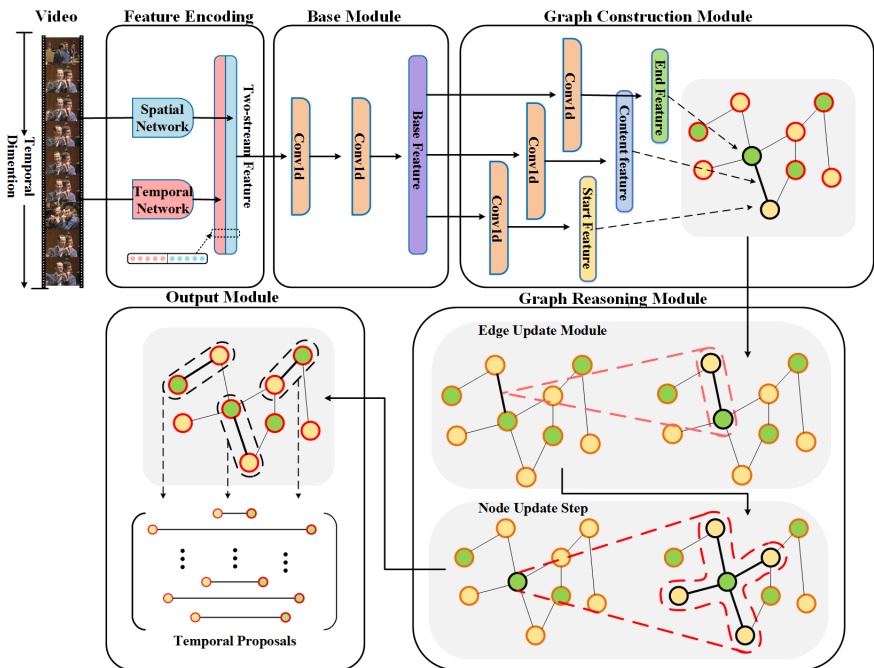 Video
Feature Encoding
Base Module
Graph Construction Module
Temporal
Dimention
Spatial
Network
Temporal
Network
Two-stream Feature
Conv1d
Conv1d
Base Feature
Conv1d
Conv1d
Conv1d
Start Feature
Content feature
End Feature
Output Module
Temporal Proposals
Graph Reasoning Module
Edge Update Module
Node Update Step